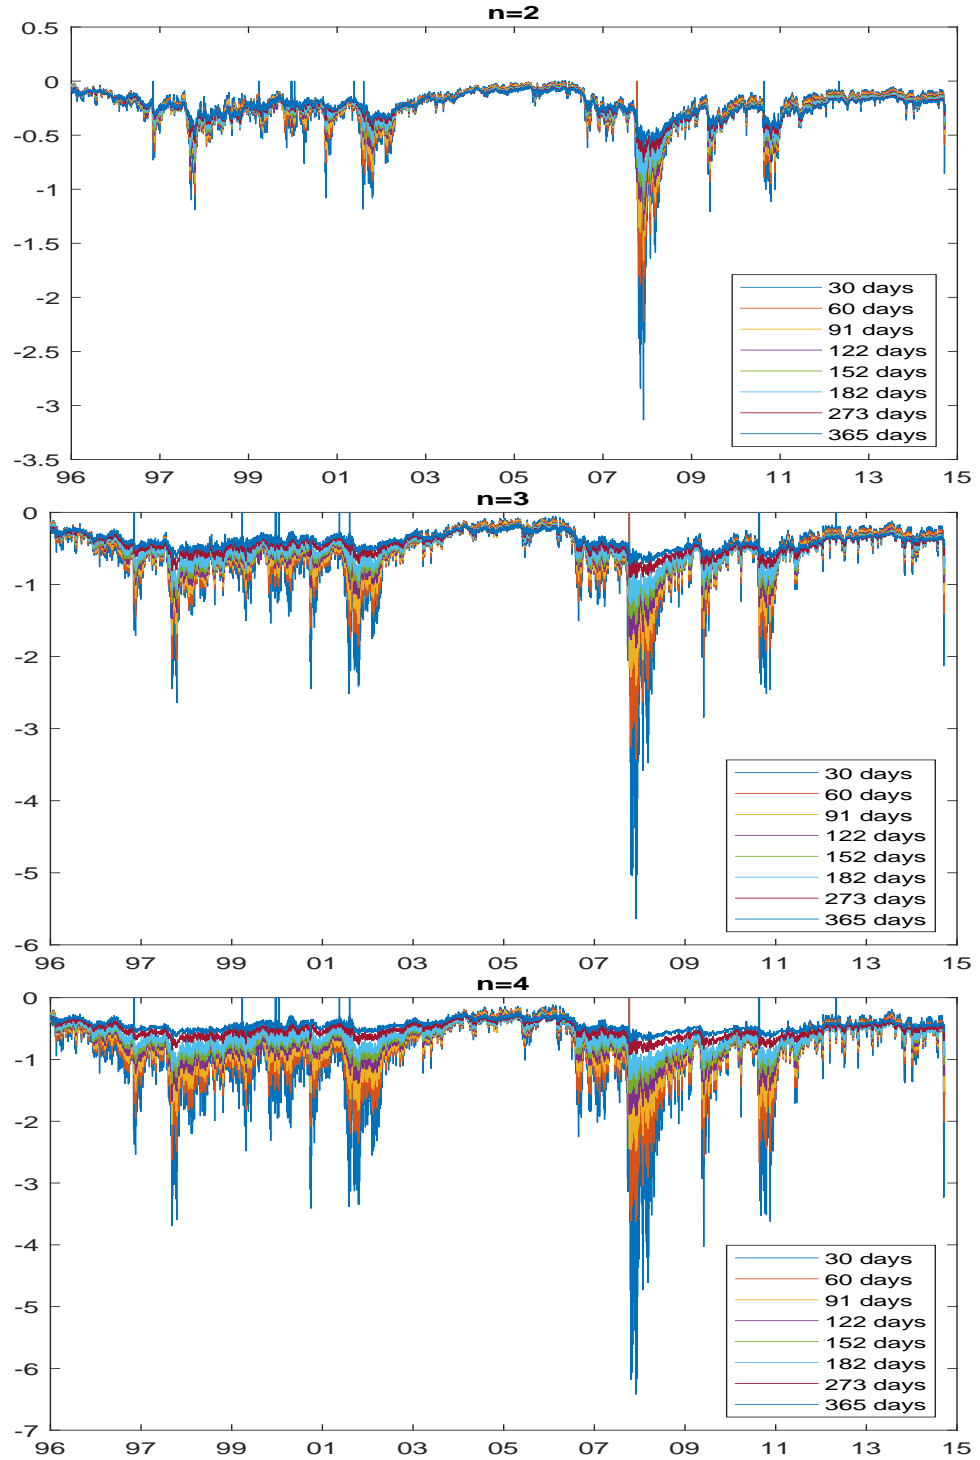 n=2
0.5
0
-0.5
-1
-1.5
-2
-2.5
-3
-3.5
96 97 99 01 03 05 07 09 11 13 15
30 days
60 days
91 days
122 days
152 days
182 days
273 days
365 days
n=3
0
-1
-2
-3
-4
-5
-6
96 97 99 01 03 05 07 09 11 13 15
30 days
60 days
91 days
122 days
152 days
182 days
273 days
365 days
n=4
0
-1
-2
-3
-4
-5
-6
-7
96 97 99 01 03 05 07 09 11 13 15
30 days
60 days
91 days
122 days
152 days
182 days
273 days
365 days